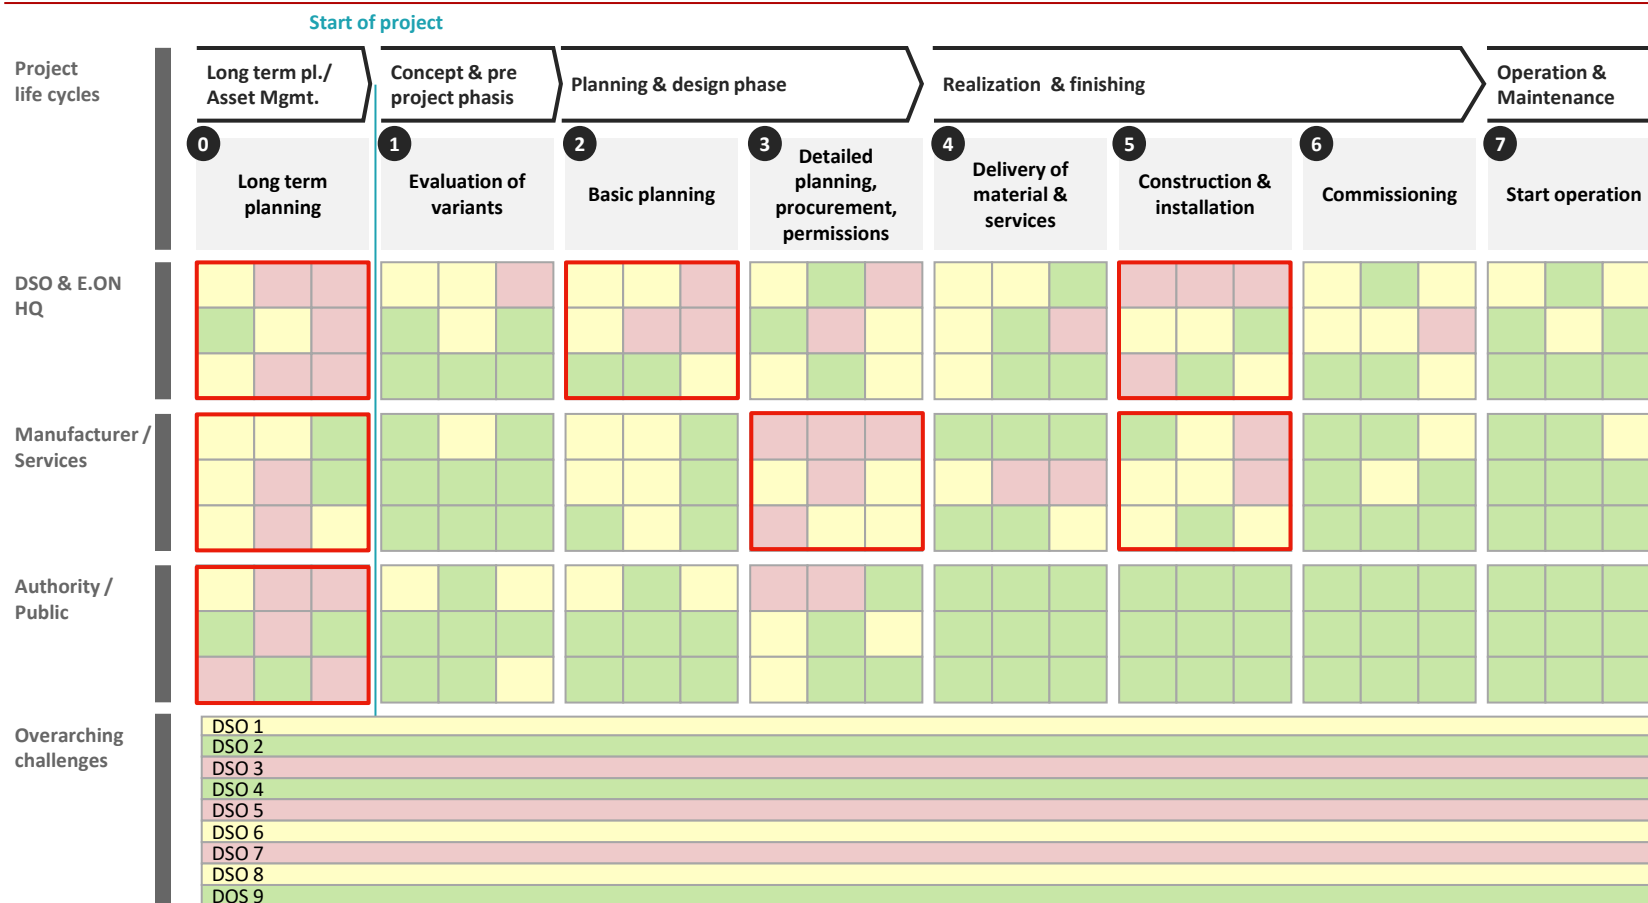 Start of project
Project
life cycles
Long term pl./
Asset Mgmt.
Concept & pre
project phasis
Planning & design phase
Realization & finishing
Operation &
Maintenance
0
Long term
planning
1
Evaluation of
variants
2
Basic planning
3
Detailed
planning,
procurement,
permissions
4
Delivery of
material &
services
5
Construction &
installation
6
Commissioning
7
Start operation
DSO & E.ON
HQ
Manufacturer /
Services
Authority /
Public
Overarching
challenges
DSO 1
DSO 2
DSO 3
DSO 4
DSO 5
DSO 6
DSO 7
DSO 8
DOS 9